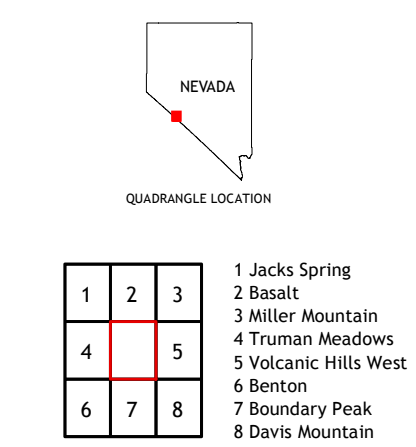 NEVADA
QUADRANGLE LOCATION
1 2 3
4 5
6 7 8
1 Jacks Spring
2 Basalt
3 Miller Mountain
4 Truman Meadows
5 Volcanic Hills West
6 Benton
7 Boundary Peak
8 Davis Mountain